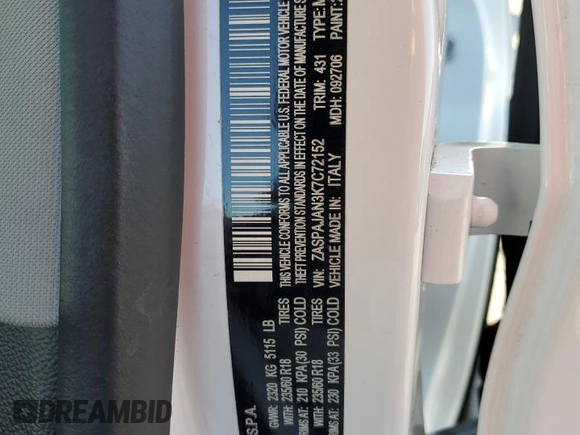 S.P.A.
GVWR: 2320 KG 5115 LB
WITH: 235/60 R18 TIRES
RIMS AT: 210 KPA(30 PSI) COLD
WITH: 235/60 R18 TIRES
RIMS AT: 230 KPA(33 PSI) COLD
THIS VEHICLE CONFORMS TO ALL APPLICABLE U.S. FEDERAL MOTOR VEHICLE
THEFT PREVENTION STANDARDS IN EFFECT ON THE DATE OF MANUFACTURE
VIN: ZASPAJAN3K7C72152 TRIM: 431 TYPE:
VEHICLE MADE IN: ITALY MDH: 092706 PAINT:
DREAMBID